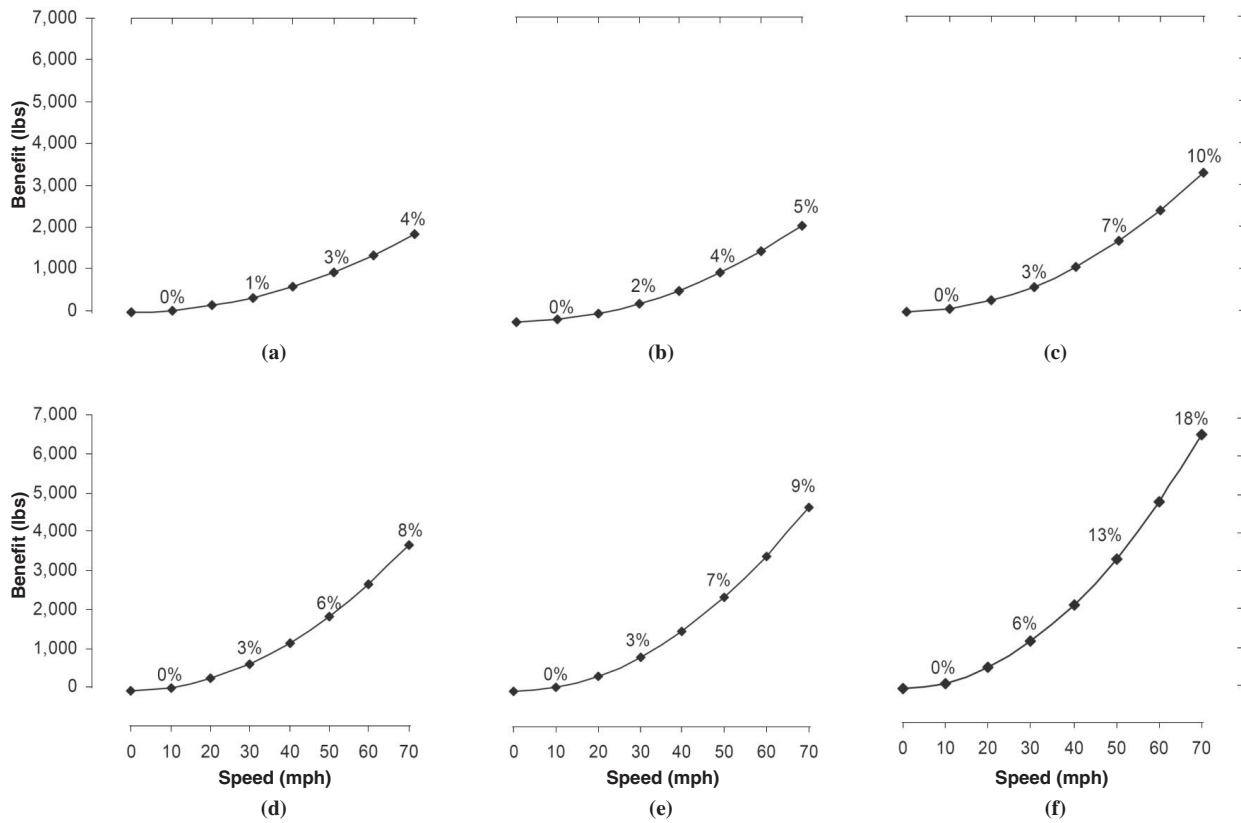 7,000
6,000
5,000
4,000
3,000
2,000
1,000
0
Benefit (lbs)
0%
1%
3%
4%
(a)
0%
2%
4%
5%
(b)
0%
3%
7%
10%
(c)
7,000
6,000
5,000
4,000
3,000
2,000
1,000
0
Benefit (lbs)
0%
3%
6%
8%
0 10 20 30 40 50 60 70
Speed (mph)
(d)
0%
3%
7%
9%
0 10 20 30 40 50 60 70
Speed (mph)
(e)
0%
6%
13%
18%
0 10 20 30 40 50 60 70
Speed (mph)
(f)